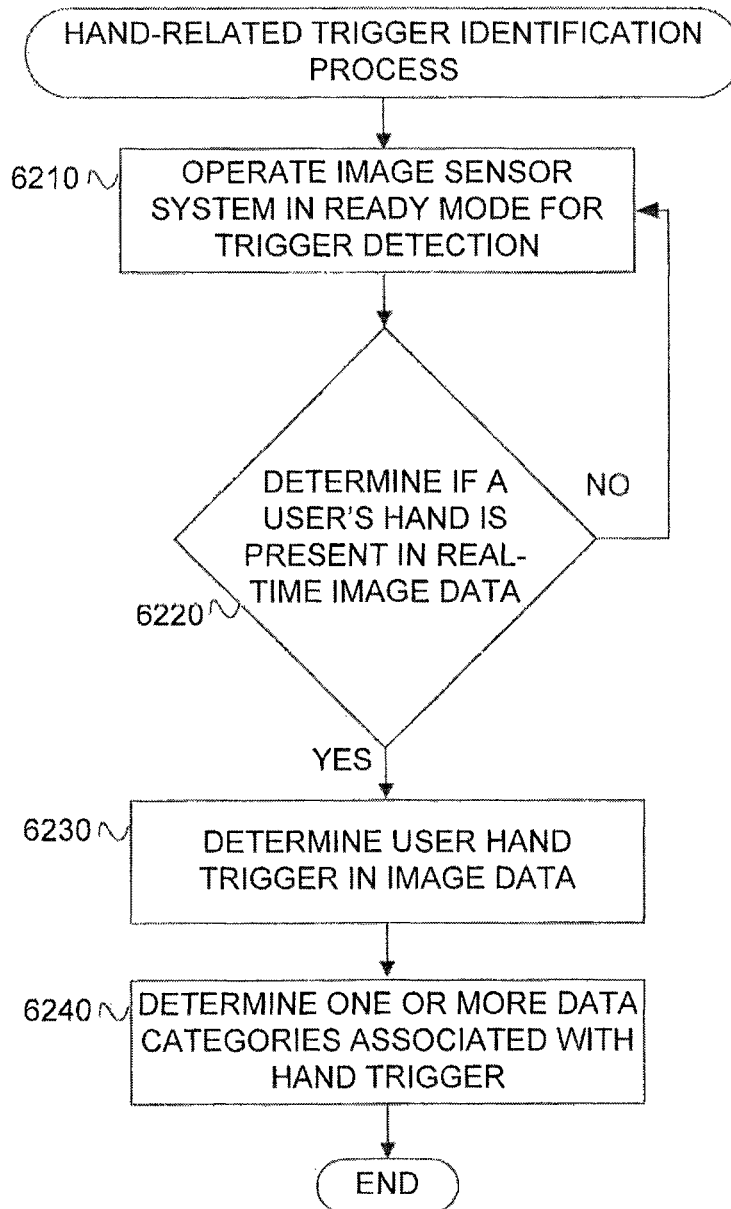 HAND-RELATED TRIGGER IDENTIFICATION
PROCESS
6210
OPERATE IMAGE SENSOR
SYSTEM IN READY MODE FOR
TRIGGER DETECTION
DETERMINE IF A
USER'S HAND IS
PRESENT IN REAL-
TIME IMAGE DATA
NO
6220
YES
6230
DETERMINE USER HAND
TRIGGER IN IMAGE DATA
6240
DETERMINE ONE OR MORE DATA
CATEGORIES ASSOCIATED WITH
HAND TRIGGER
END